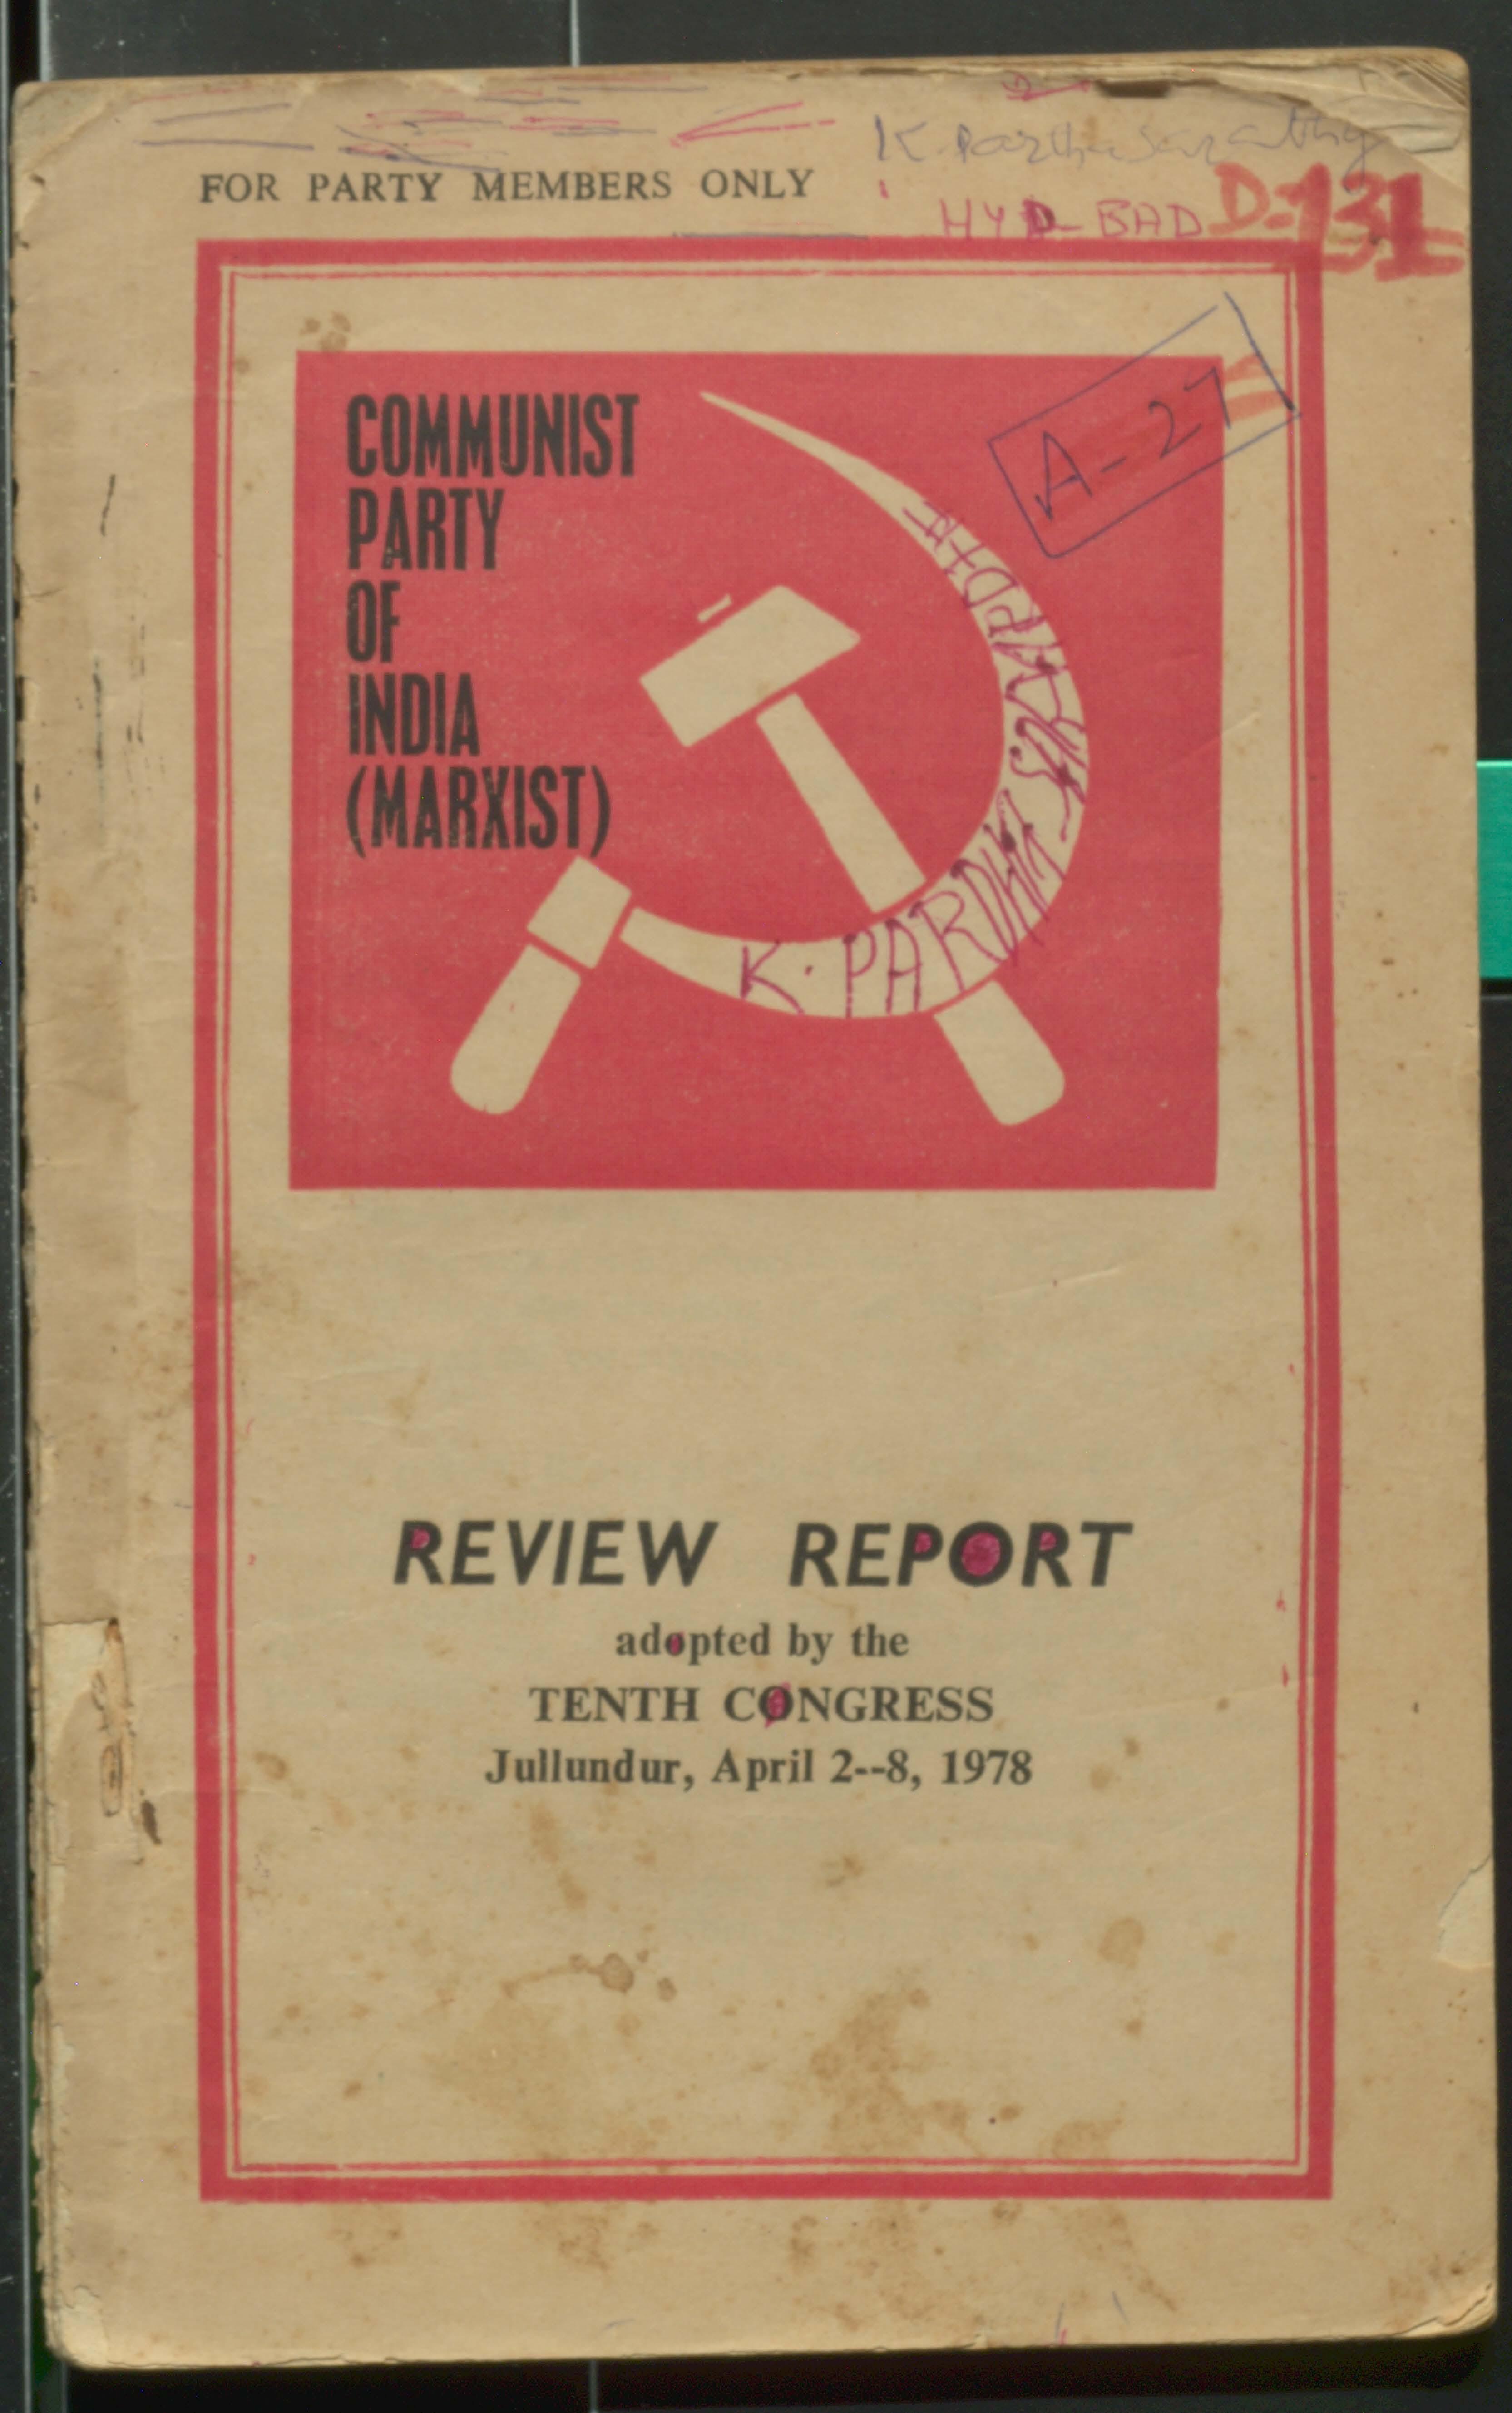 K. Parthasarathy
FOR PARTY MEMBERS ONLY
HYD-BAD
D-131
A-27
COMMUNIST
PARTY
OF
INDIA
(MARXIST)
K. PARDHA
REVIEW REPORT
adopted by the
TENTH CONGRESS
Jullundur, April 2--8, 1978